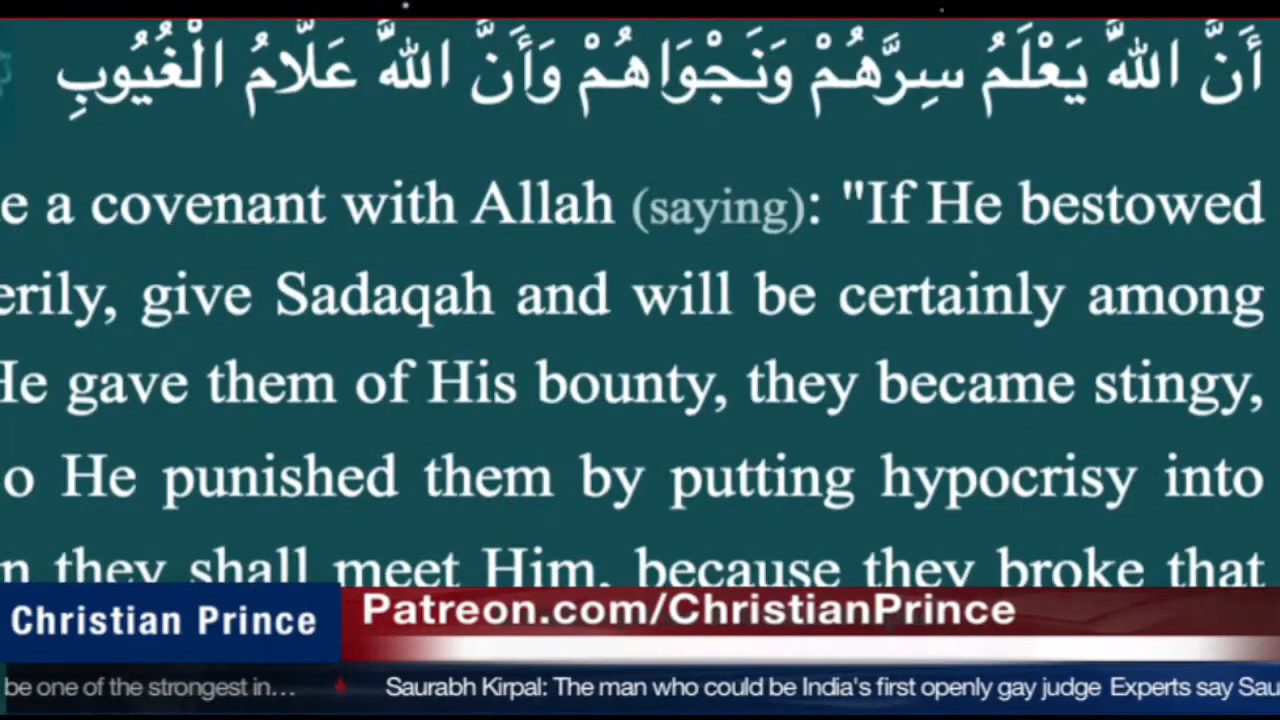 أَنَّ اللَّهَ يَعْلَمُ سِرَّهُمْ وَنَجْوَاهُمْ وَأَنَّ اللَّهَ عَلَّامُ الْغُيُوبِ
e a covenant with Allah (saying): "If He bestowed
erily, give Sadaqah and will be certainly among
He gave them of His bounty, they became stingy,
o He punished them by putting hypocrisy into
n they shall meet Him, because they broke that
Christian Prince
Patreon.com/ChristianPrince
be one of the strongest in... Saurabh Kirpal: The man who could be India's first openly gay judge Experts say Sau